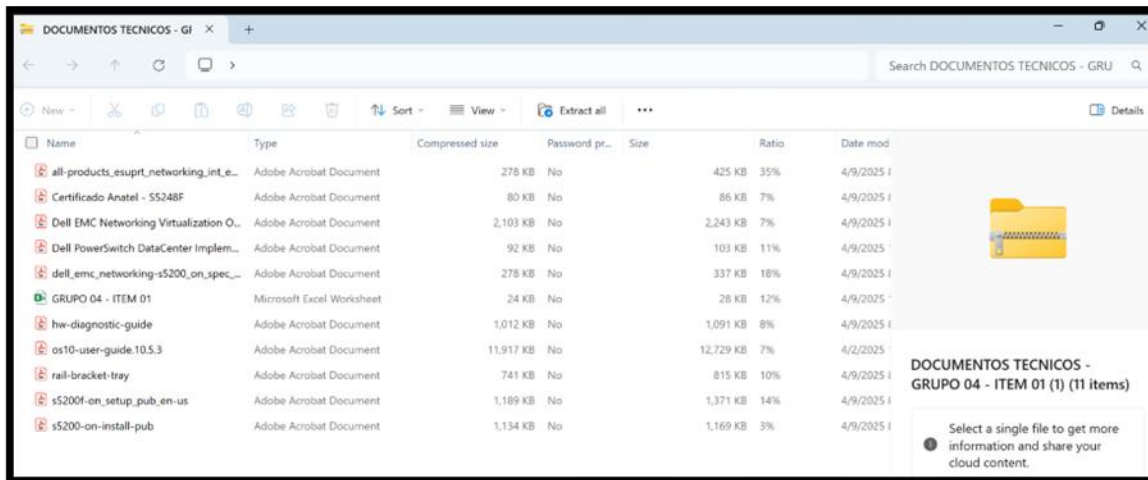 DOCUMENTOS TECNICOS - GI
Search DOCUMENTOS TECNICOS - GRU
New Sort View Extract all ••• Details
Name Type Compressed size Password pr... Size Ratio Date mod
all-products_esuprt_networking_int_e... Adobe Acrobat Document 278 KB No 425 KB 35% 4/9/2025
Certificado Anatel - S5248F Adobe Acrobat Document 80 KB No 86 KB 7% 4/9/2025
Dell EMC Networking Virtualization O... Adobe Acrobat Document 2,103 KB No 2,243 KB 7% 4/9/2025
Dell PowerSwitch DataCenter Implem... Adobe Acrobat Document 92 KB No 103 KB 11% 4/9/2025
dell_emc_networking-s5200_on_spec_... Adobe Acrobat Document 278 KB No 337 KB 18% 4/9/2025
GRUPO 04 - ITEM 01 Microsoft Excel Worksheet 24 KB No 28 KB 12% 4/9/2025
hw-diagnostic-guide Adobe Acrobat Document 1,012 KB No 1,091 KB 8% 4/9/2025
os10-user-guide.10.5.3 Adobe Acrobat Document 11,917 KB No 12,729 KB 7% 4/2/2025
rail-bracket-tray Adobe Acrobat Document 741 KB No 815 KB 10% 4/9/2025
s5200f-on_setup_pub_en-us Adobe Acrobat Document 1,189 KB No 1,371 KB 14% 4/9/2025
s5200-on-install-pub Adobe Acrobat Document 1,134 KB No 1,169 KB 3% 4/9/2025
DOCUMENTOS TECNICOS -
GRUPO 04 - ITEM 01 (1) (11 items)
Select a single file to get more
information and share your
cloud content.